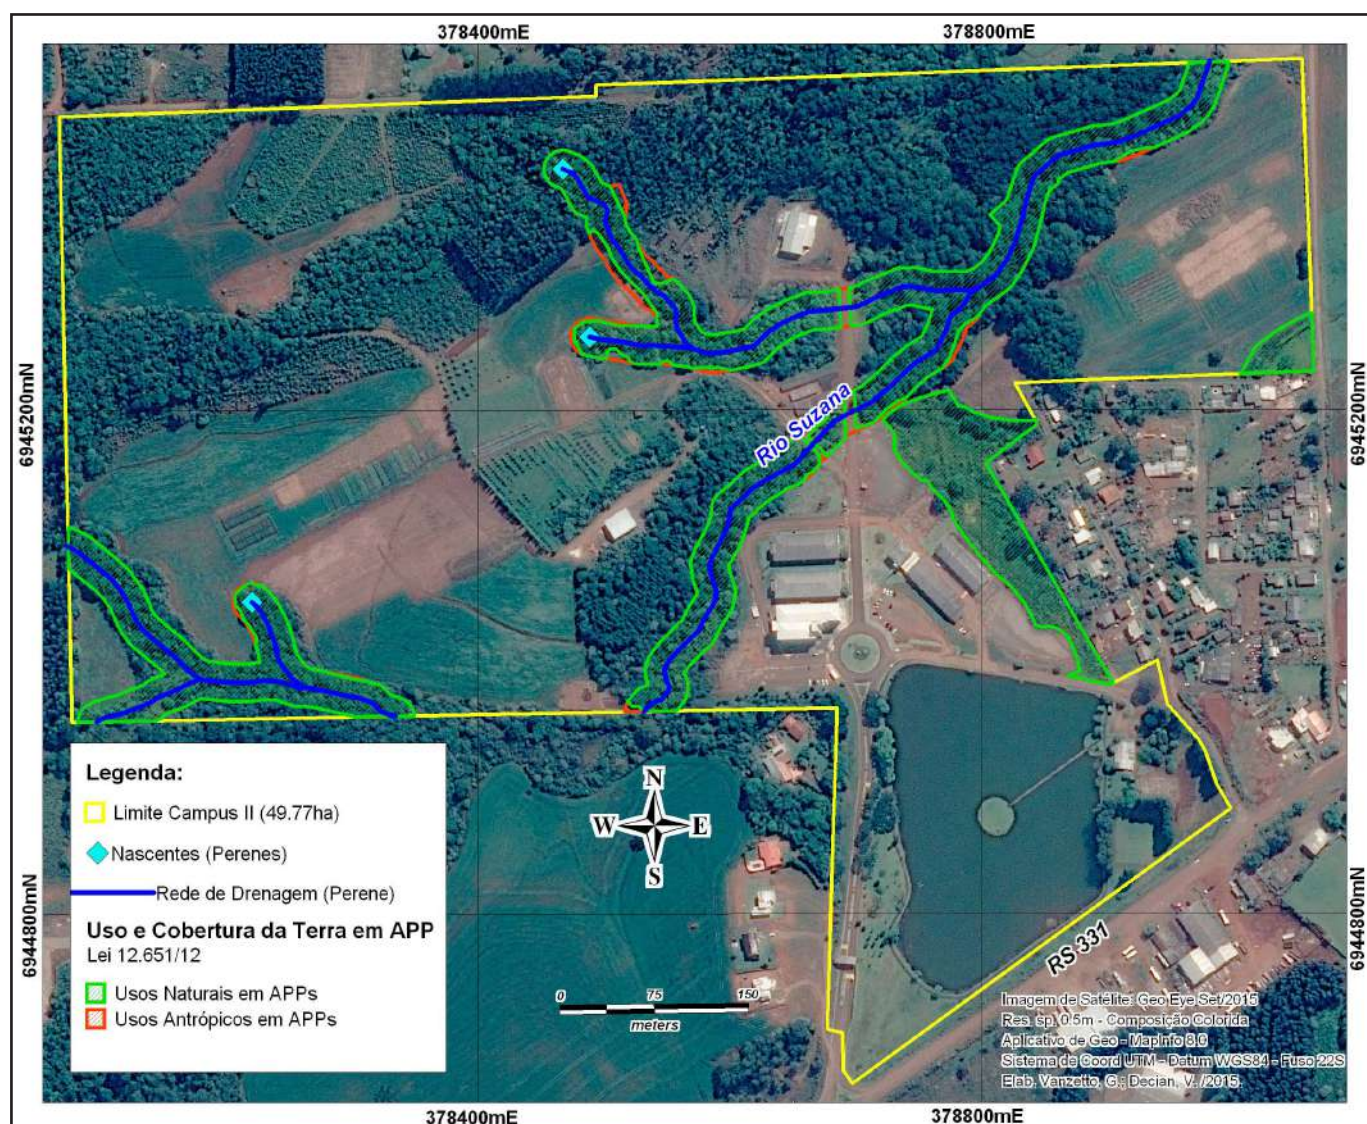 378400mE
378800mE
6945200mN
6945200mN
Rio Suzana
Legenda:
Limite Campus II (49.77ha)
Nascentes (Perenes)
Rede de Drenagem (Perene)
Uso e Cobertura da Terra em APP
Lei 12.651/12
Usos Naturais em APPs
Usos Antrópicos em APPs
N
W
E
S
0
75
150
meters
6944800mN
6944800mN
RS 331
Imagem de Satélite: Geo Eye Set/2015
Res. sp. 0.5m - Composição Colorida
Aplicativo de Geo - MapInfo 8.0
Sistema de Coord UTM - Datum WGS84 - Fuso 22S
Elab. Vanzetto, G.; Decian, V. /2015.
378400mE
378800mE